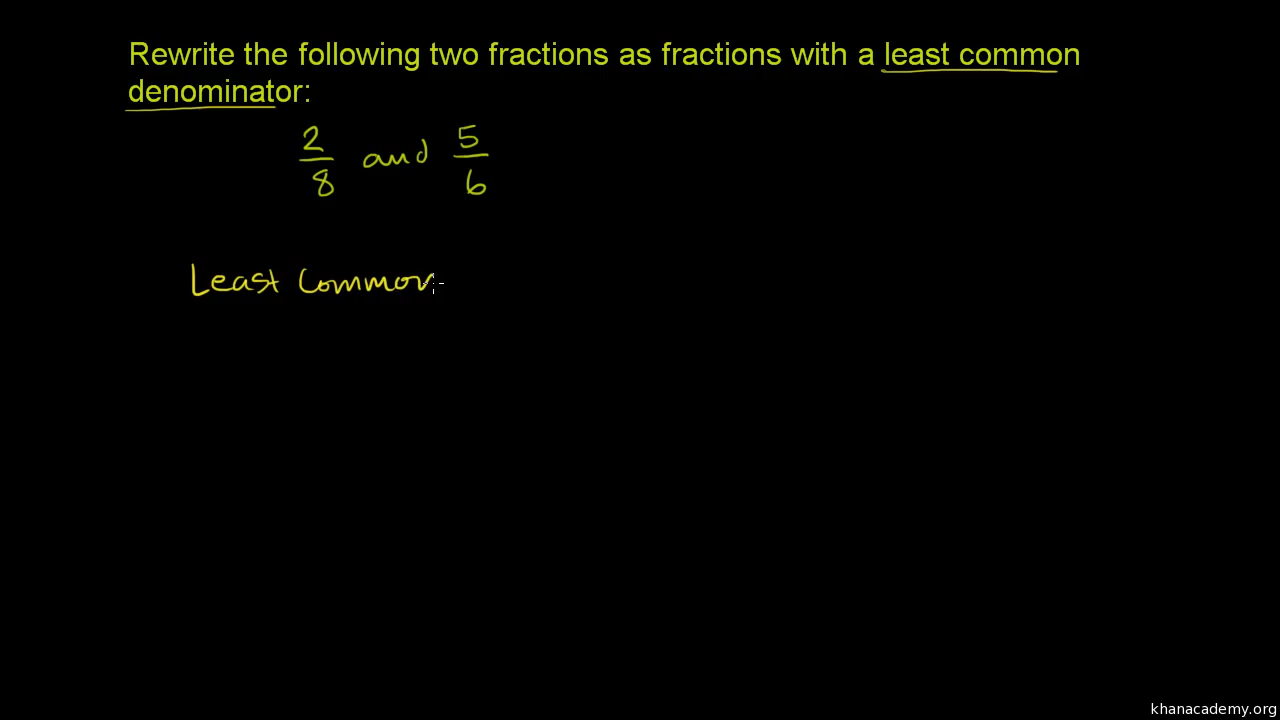 Rewrite the following two fractions as fractions with a least common
denominator:
2/8 and 5/6
Least Common
khanacademy.org